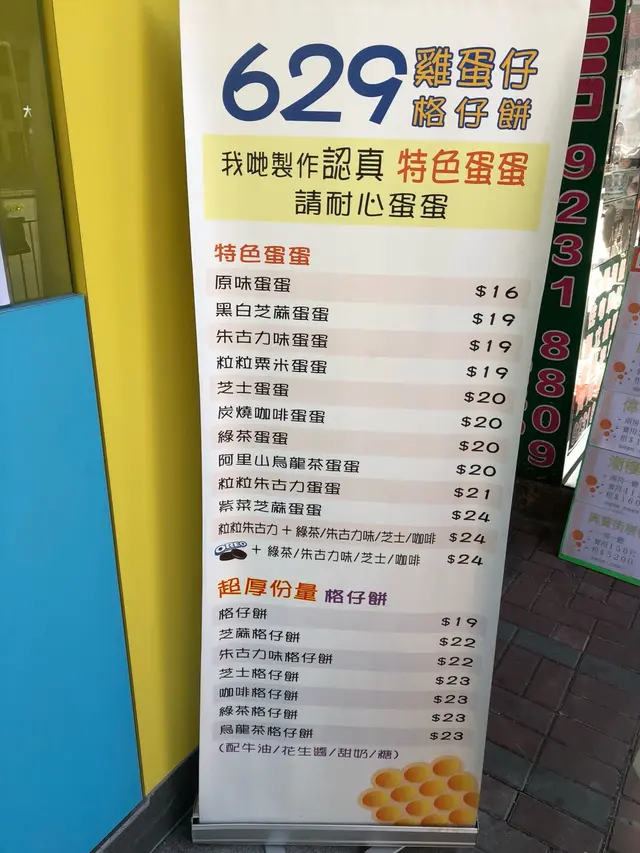 629 雞蛋仔
格仔餅
我哋製作認真 特色蛋蛋
請耐心蛋蛋
特色蛋蛋
原味蛋蛋 $16
黑白芝蔴蛋蛋 $19
朱古力味蛋蛋 $19
粒粒粟米蛋蛋 $19
芝士蛋蛋 $20
炭燒咖啡蛋蛋 $20
綠茶蛋蛋 $20
阿里山烏龍茶蛋蛋 $20
粒粒朱古力蛋蛋 $21
紫菜芝蔴蛋蛋 $24
粒粒朱古力 + 綠茶/朱古力味/芝士/咖啡 $24
OREO + 綠茶/朱古力味/芝士/咖啡 $24
超厚份量 格仔餅
格仔餅 $19
芝蔴格仔餅 $22
朱古力味格仔餅 $22
芝士格仔餅 $23
咖啡格仔餅 $23
綠茶格仔餅 $23
烏龍茶格仔餅 $23
(配牛油/花生醬/甜奶/糖)
9231 8809
大